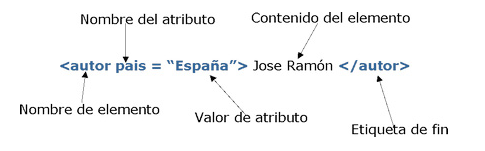 Nombre del atributo
Contenido del elemento
<autor pais = “España”> Jose Ramón </autor>
Nombre de elemento
Valor de atributo
Etiqueta de fin